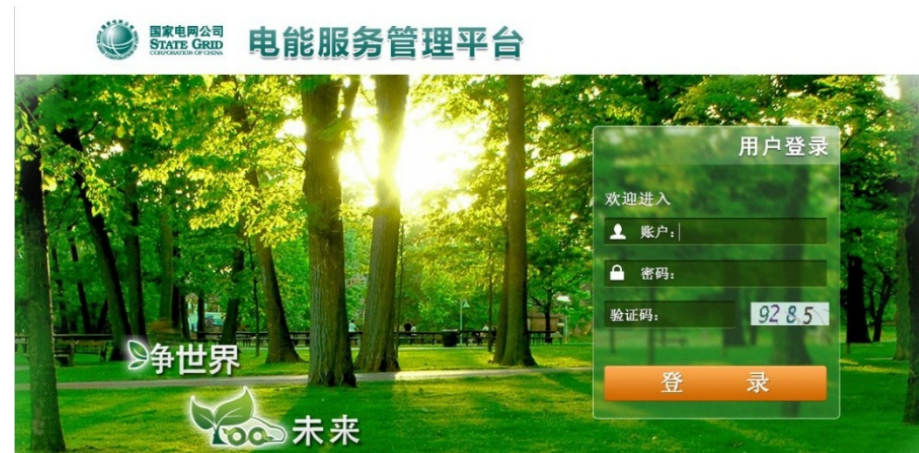 国家电网公司
STATE GRID
CORPORATION OF CHINA
电能服务管理平台
用户登录
欢迎进入
账户:
密码:
验证码:
9285
登 录
争世界
未来